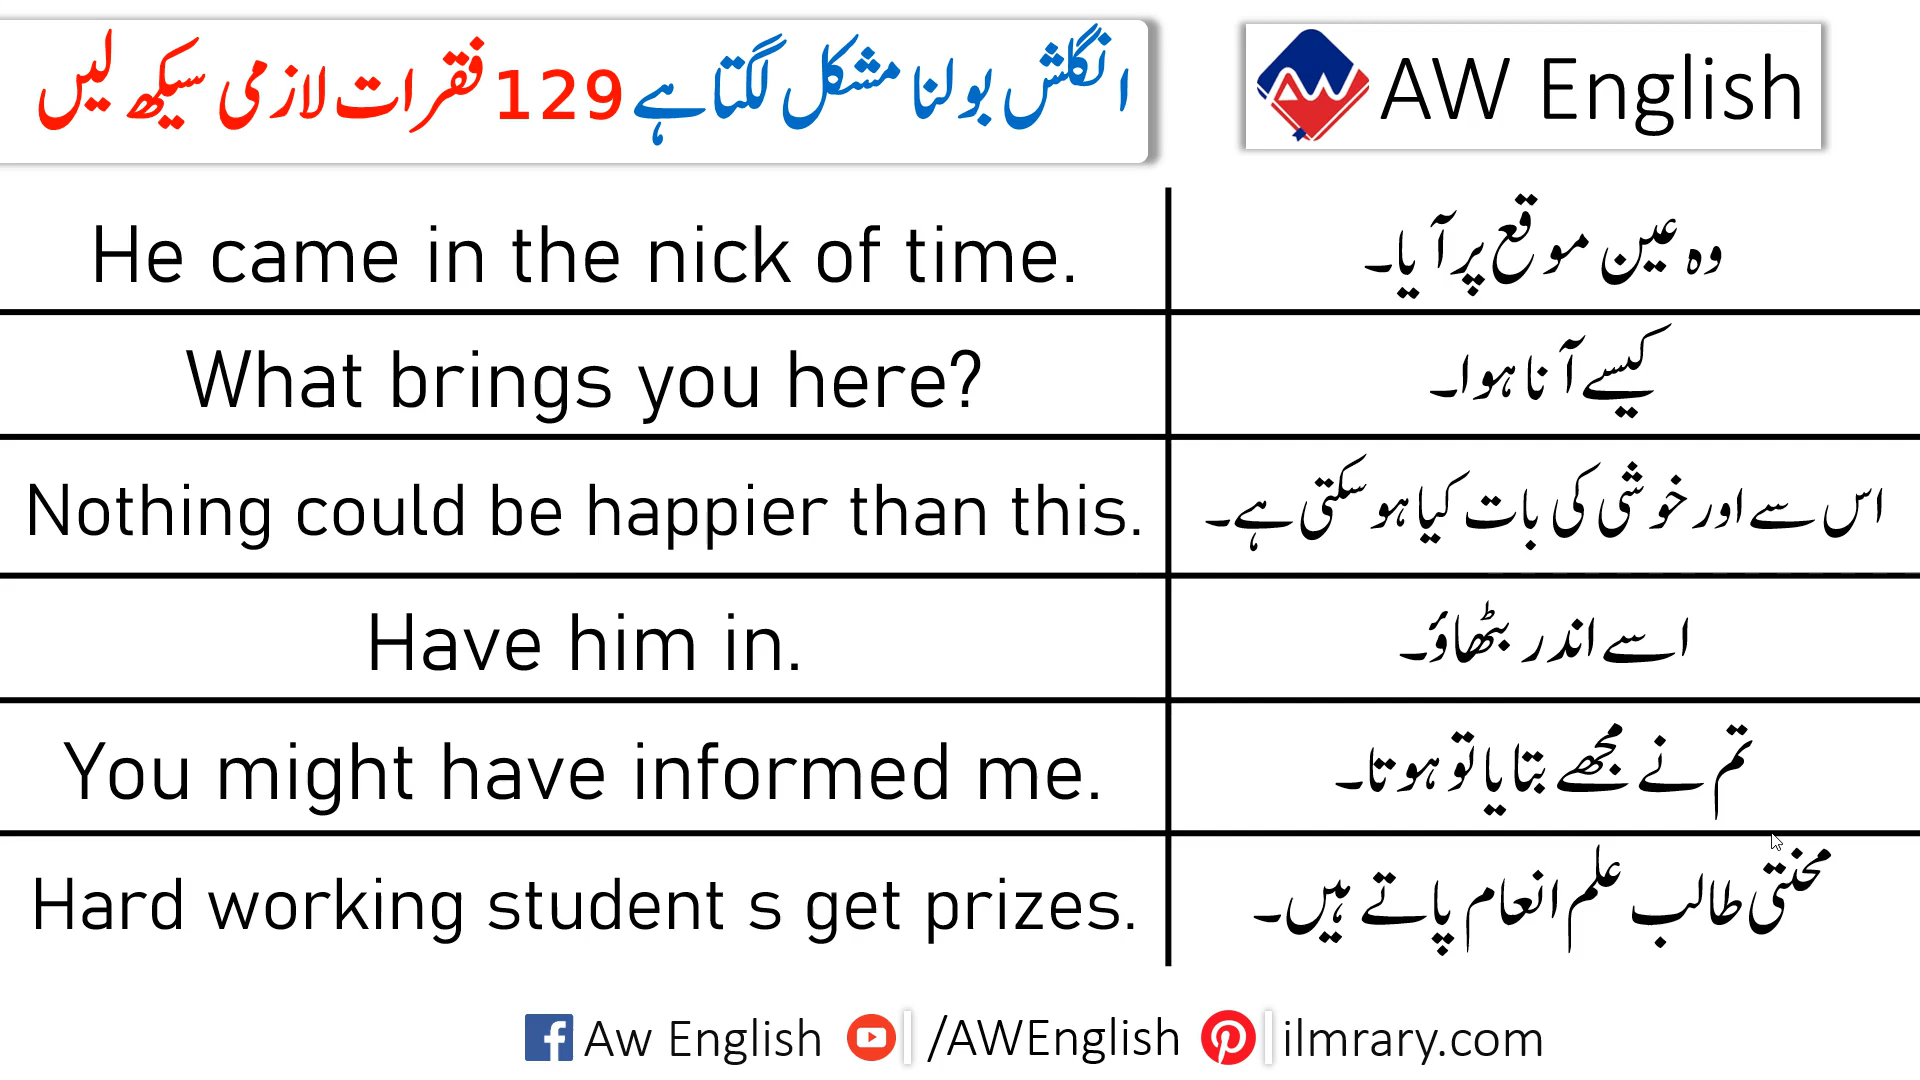 انگلش بولنا مشکل لگتا ہے 129 فقرات لازمی سیکھ لیں
AW English
He came in the nick of time.
وہ عین موقع پر آیا۔
What brings you here?
کیسے آنا ہوا۔
Nothing could be happier than this.
اس سے اور خوشی کی بات کیا ہو سکتی ہے۔
Have him in.
اسے اندر بٹھاؤ۔
You might have informed me.
تم نے مجھے بتایا تو ہوتا۔
Hard working student s get prizes.
محنتی طالب علم انعام پاتے ہیں۔
Aw English /AWEnglish ilmrary.com